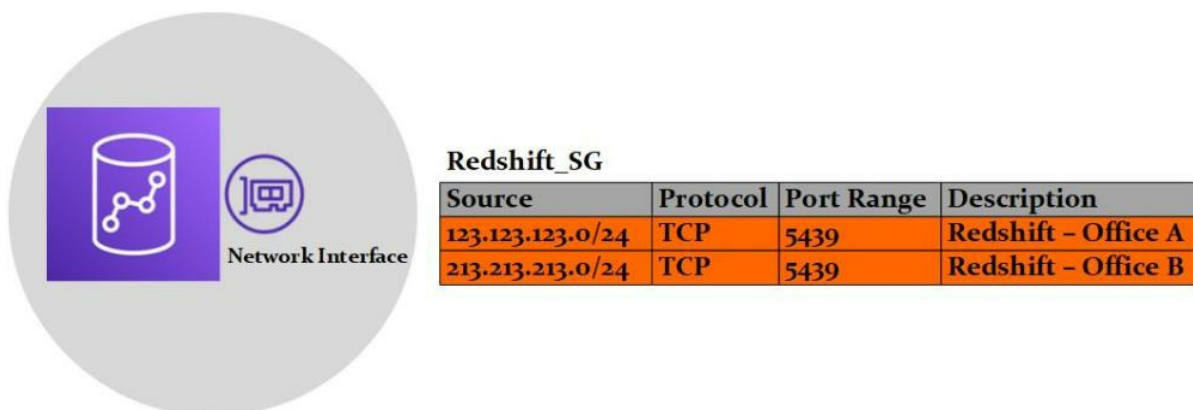 Network Interface
Redshift_SG
Source Protocol Port Range Description
123.123.123.0/24 TCP 5439 Redshift – Office A
213.213.213.0/24 TCP 5439 Redshift – Office B